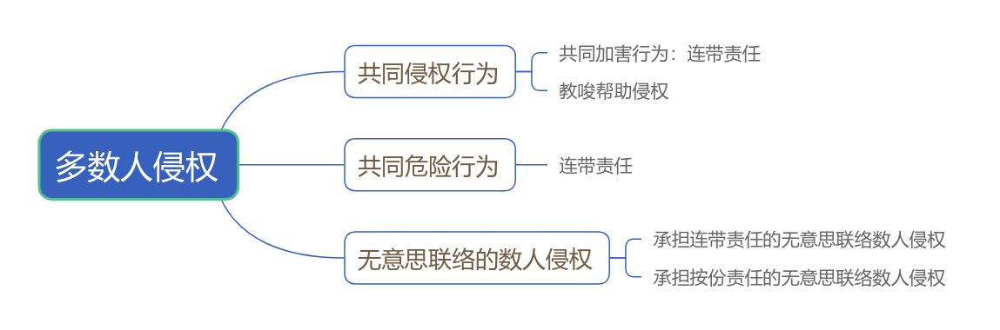 多数人侵权
共同侵权行为
共同加害行为：连带责任
教唆帮助侵权
共同危险行为
连带责任
无意思联络的数人侵权
承担连带责任的无意思联络数人侵权
承担按份责任的无意思联络数人侵权